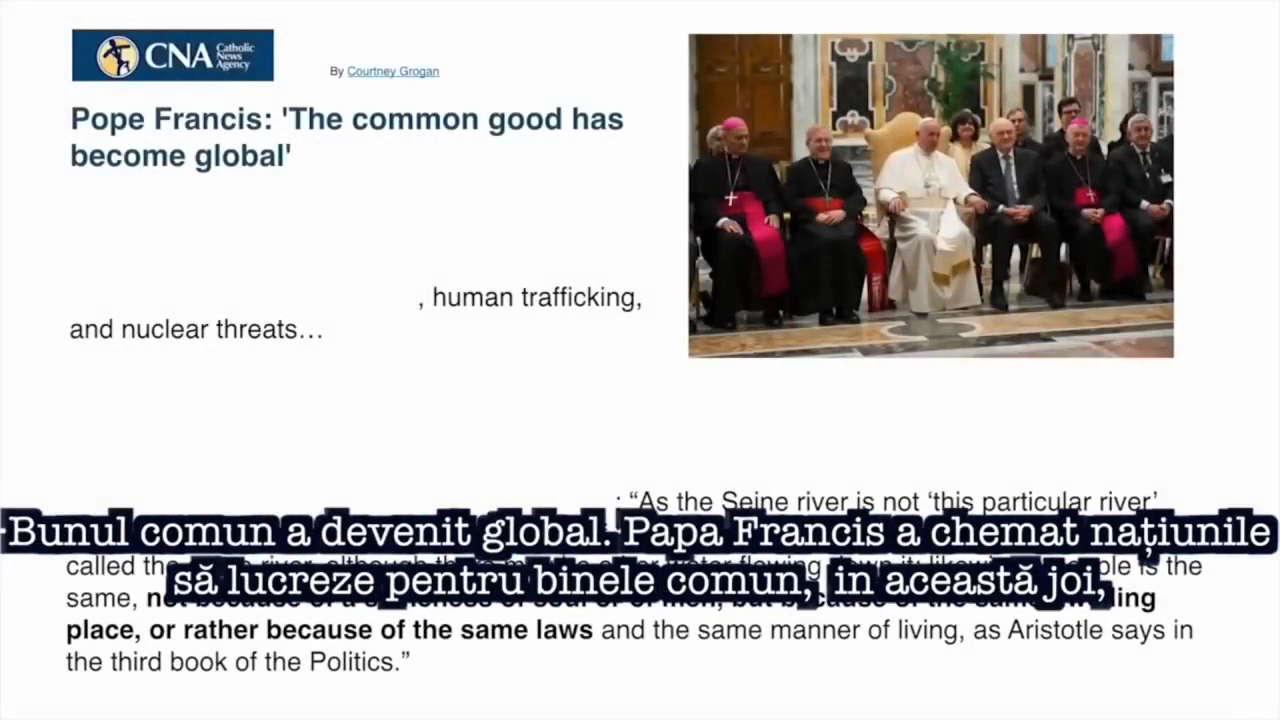 CNA Catholic
News
Agency
By Courtney Grogan
Pope Francis: 'The common good has
become global'
, human trafficking,
and nuclear threats…
: “As the Seine river is not ‘this particular river’
Bunul comun a devenit global. Papa Francis a chemat națiunile
called the
is the
să lucreze pentru binele comun, in această joi,
same,
place, or rather because of the same laws and the same manner of living, as Aristotle says in
the third book of the Politics.”